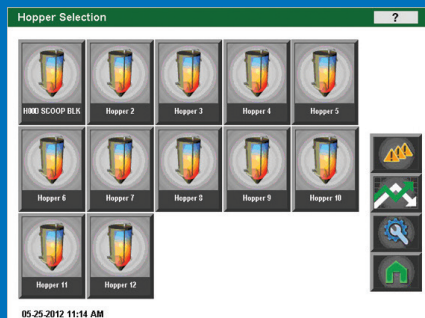 Hopper Selection ?
HOOD SCOOP BLK Hopper 2 Hopper 3 Hopper 4 Hopper 5
Hopper 6 Hopper 7 Hopper 8 Hopper 9 Hopper 10
Hopper 11 Hopper 12
05-25-2012 11:14 AM